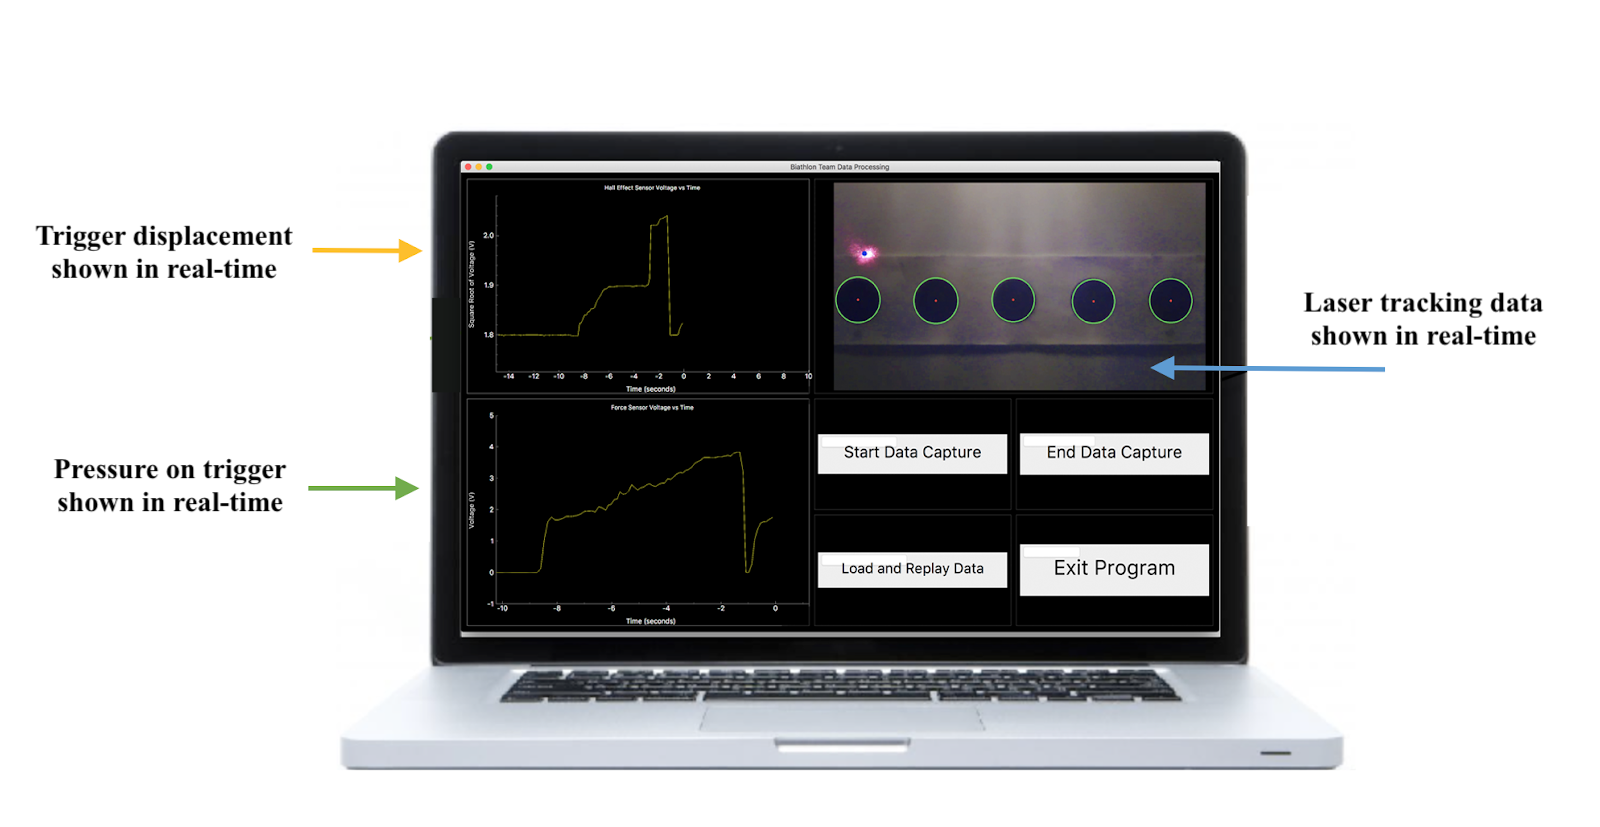 Biathlon Team Data Processing
Trigger displacement
shown in real-time
Hall Effect Sensor Voltage vs Time
Square Root of Voltage (V)
2.0
1.9
1.8
-14 -12 -10 -8 -6 -4 -2 0 2 4 6 8 10
Time (seconds)
Laser tracking data
shown in real-time
Pressure on trigger
shown in real-time
Force Sensor Voltage vs Time
Voltage (V)
5
4
3
2
1
0
-1
-10 -8 -6 -4 -2 0
Time (seconds)
Start Data Capture
End Data Capture
Load and Replay Data
Exit Program